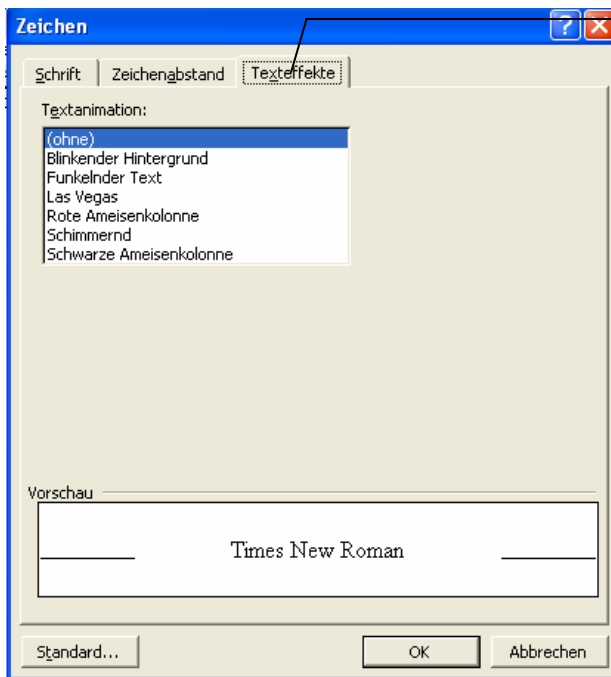 Zeichen
Schrift Zeichenabstand Texteffekte
Textanimation:
(ohne)
Blinkender Hintergrund
Funkelnder Text
Las Vegas
Rote Ameisenkolonne
Schimmernd
Schwarze Ameisenkolonne
Vorschau
Times New Roman
Standard... OK Abbrechen